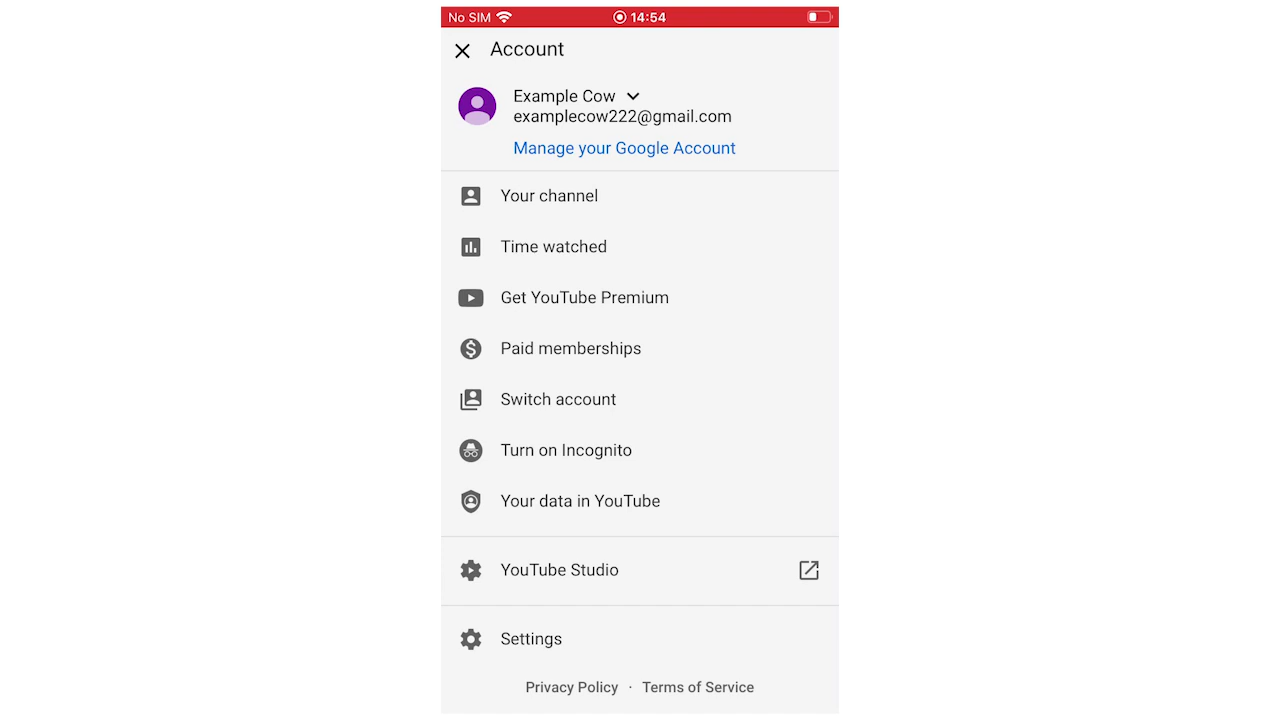 No SIM 14:54
Account
Example Cow
examplecow222@gmail.com
Manage your Google Account
Your channel
Time watched
Get YouTube Premium
Paid memberships
Switch account
Turn on Incognito
Your data in YouTube
YouTube Studio
Settings
Privacy Policy · Terms of Service